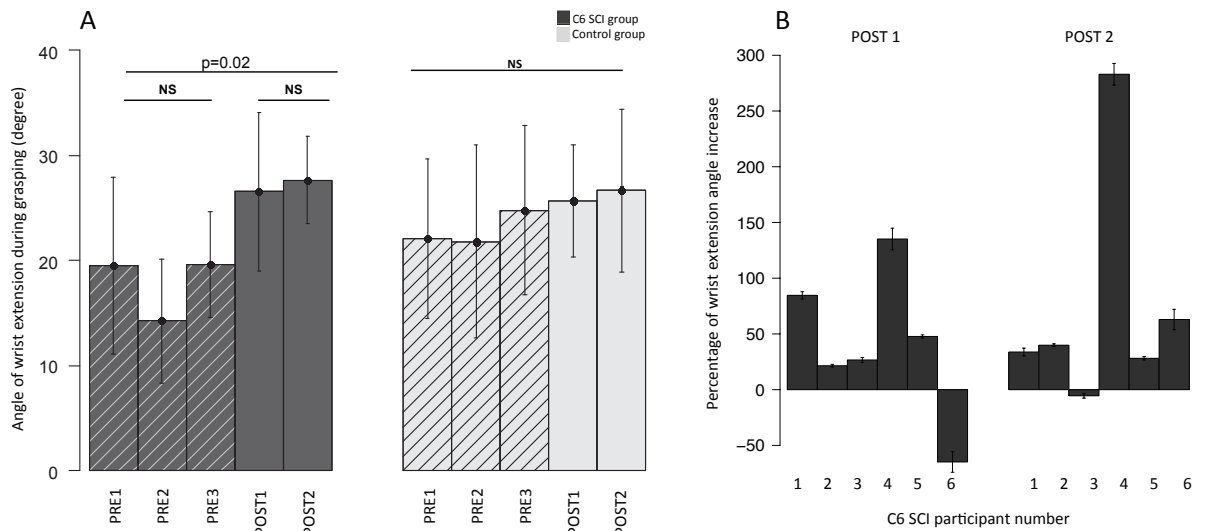 A
C6 SCI group
Control group
Angle of wrist extension during grasping (degree)
40
30
20
10
0
p=0.02
NS
NS
NS
PRE1
PRE2
PRE3
POST1
POST2
PRE1
PRE2
PRE3
POST1
POST2
B
POST 1
POST 2
Percentage of wrist extension angle increase
300
250
200
150
100
50
0
−50
1 2 3 4 5 6
1 2 3 4 5 6
C6 SCI participant number